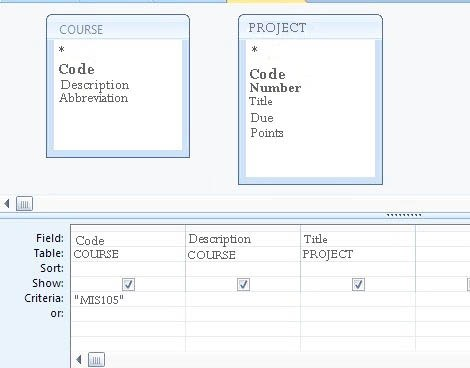 COURSE
*
Code
Description
Abbreviation
PROJECT
*
Code
Number
Title
Due
Points
Field: Code Description Title
Table: COURSE COURSE PROJECT
Sort:
Show:
Criteria: "MIS105"
or: